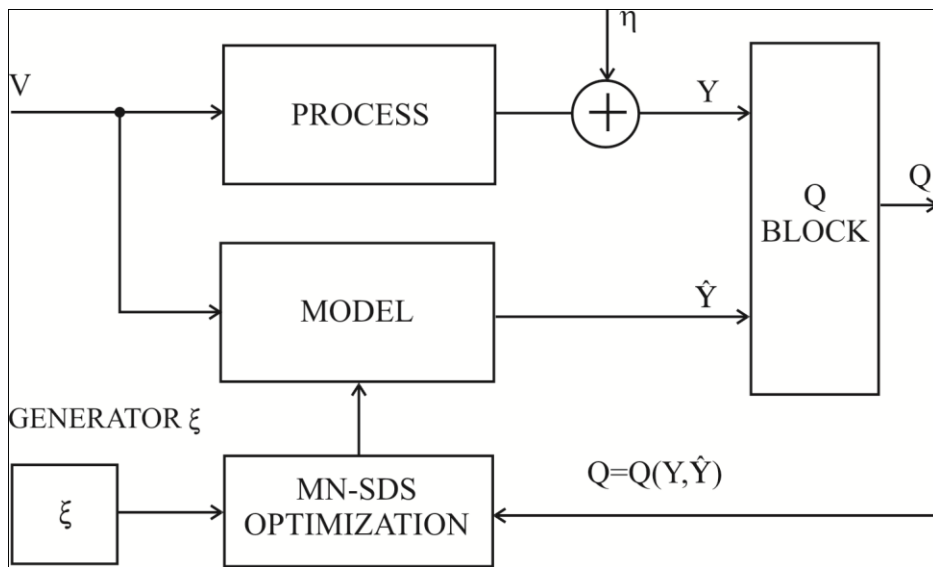 η
V
PROCESS
+
Y
Q
BLOCK
Q
MODEL
Ŷ
GENERATOR ξ
ξ
MN-SDS
OPTIMIZATION
Q=Q(Y,Ŷ)